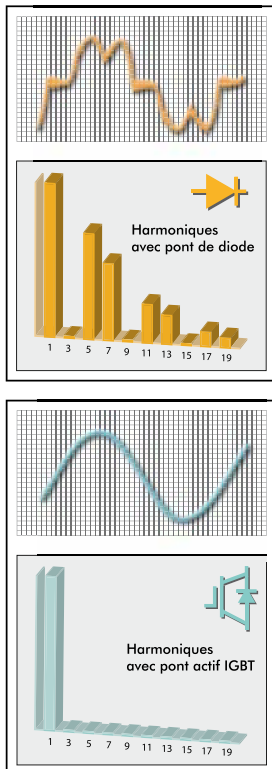 Harmoniques
avec pont de diode
1 3 5 7 9 11 13 15 17 19
Harmoniques
avec pont actif IGBT
1 3 5 7 9 11 13 15 17 19